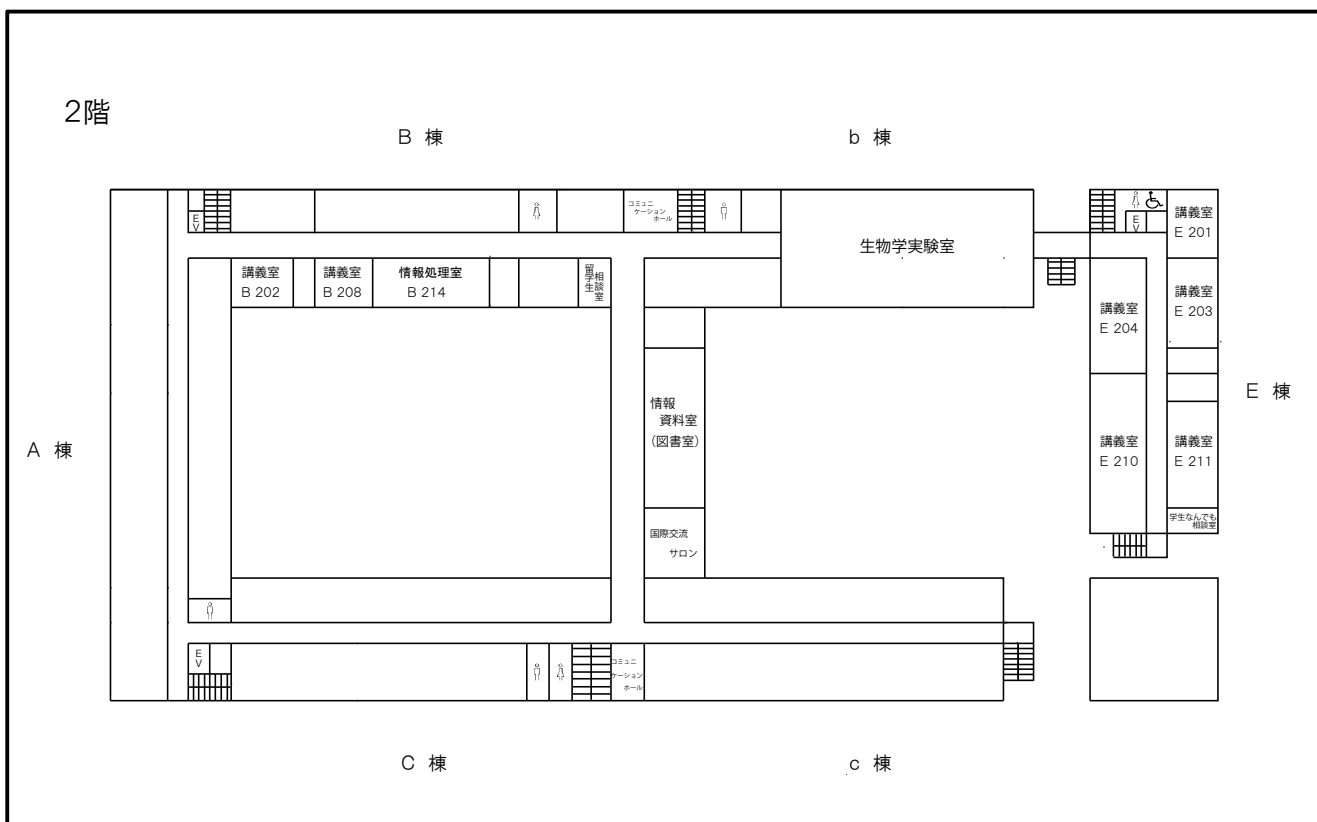 2階
B 棟
b 棟
E
V
コミュニ
ケーション
ホール
E
V
講義室
E 201
生物学実験室
講義室
B 202
講義室
B 208
情報処理室
B 214
留学生
相談室
講義室
E 204
講義室
E 203
情報
資料室
（図書室）
A 棟
E 棟
講義室
E 210
講義室
E 211
学生なんでも
相談室
国際交流
サロン
E
V
コミュニ
ケーション
ホール
C 棟
c 棟